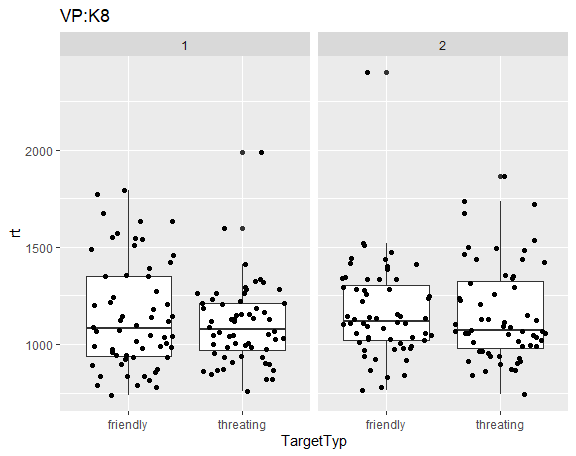 VP:K8
1 2
rt
2000
1500
1000
friendly threating friendly threating
TargetTyp